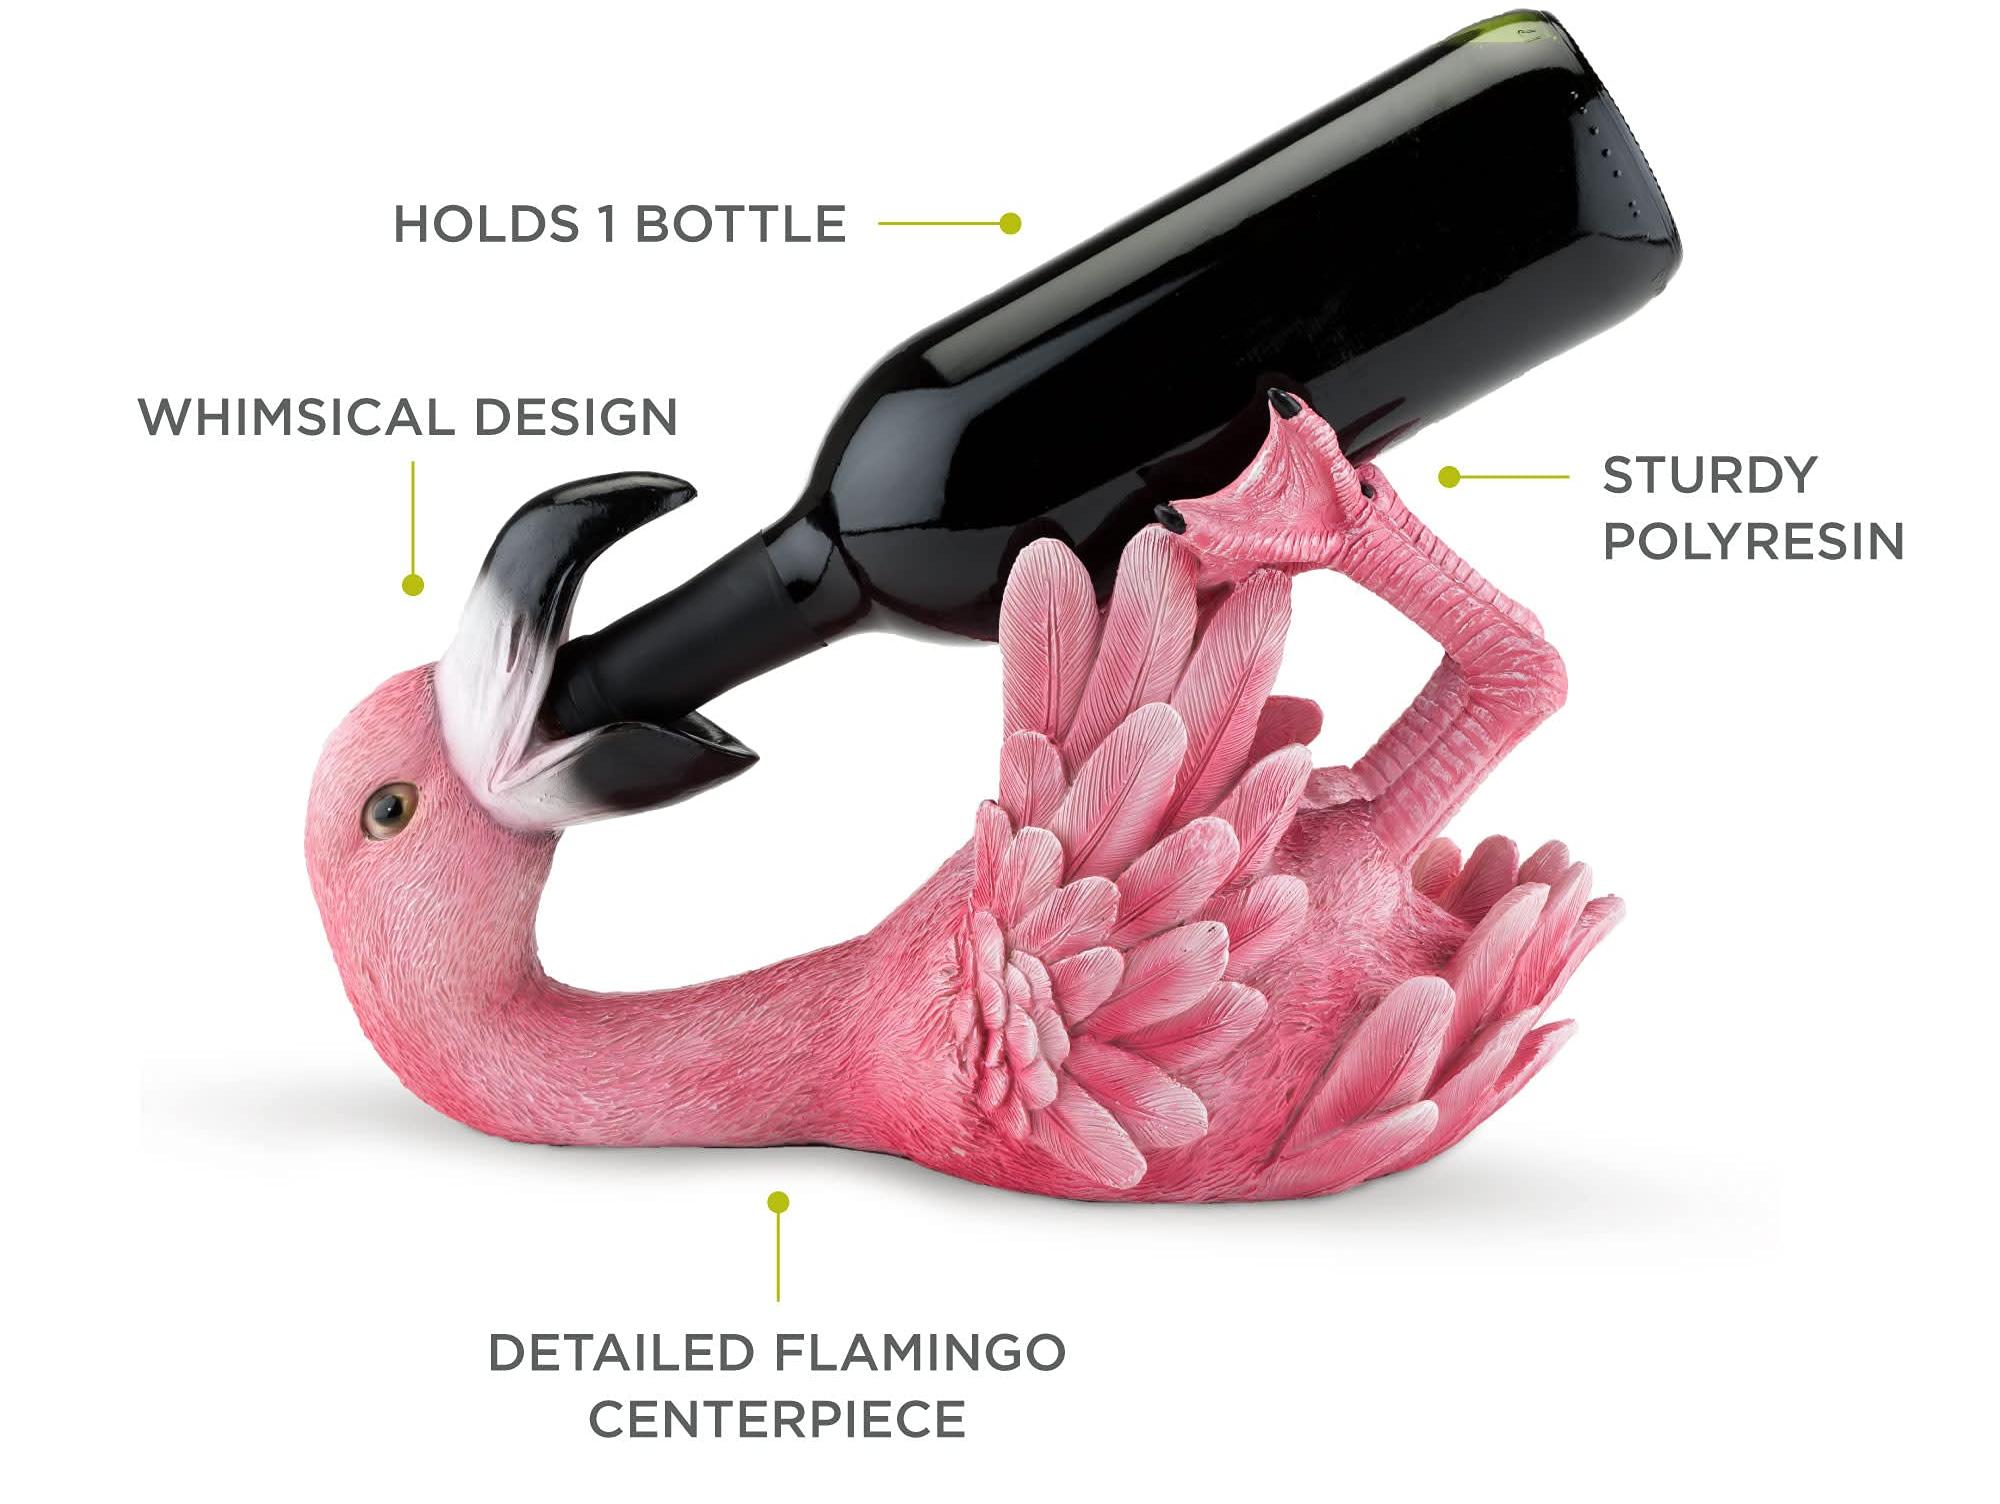 HOLDS 1 BOTTLE
WHIMSICAL DESIGN
STURDY
POLYRESIN
DETAILED FLAMINGO
CENTERPIECE